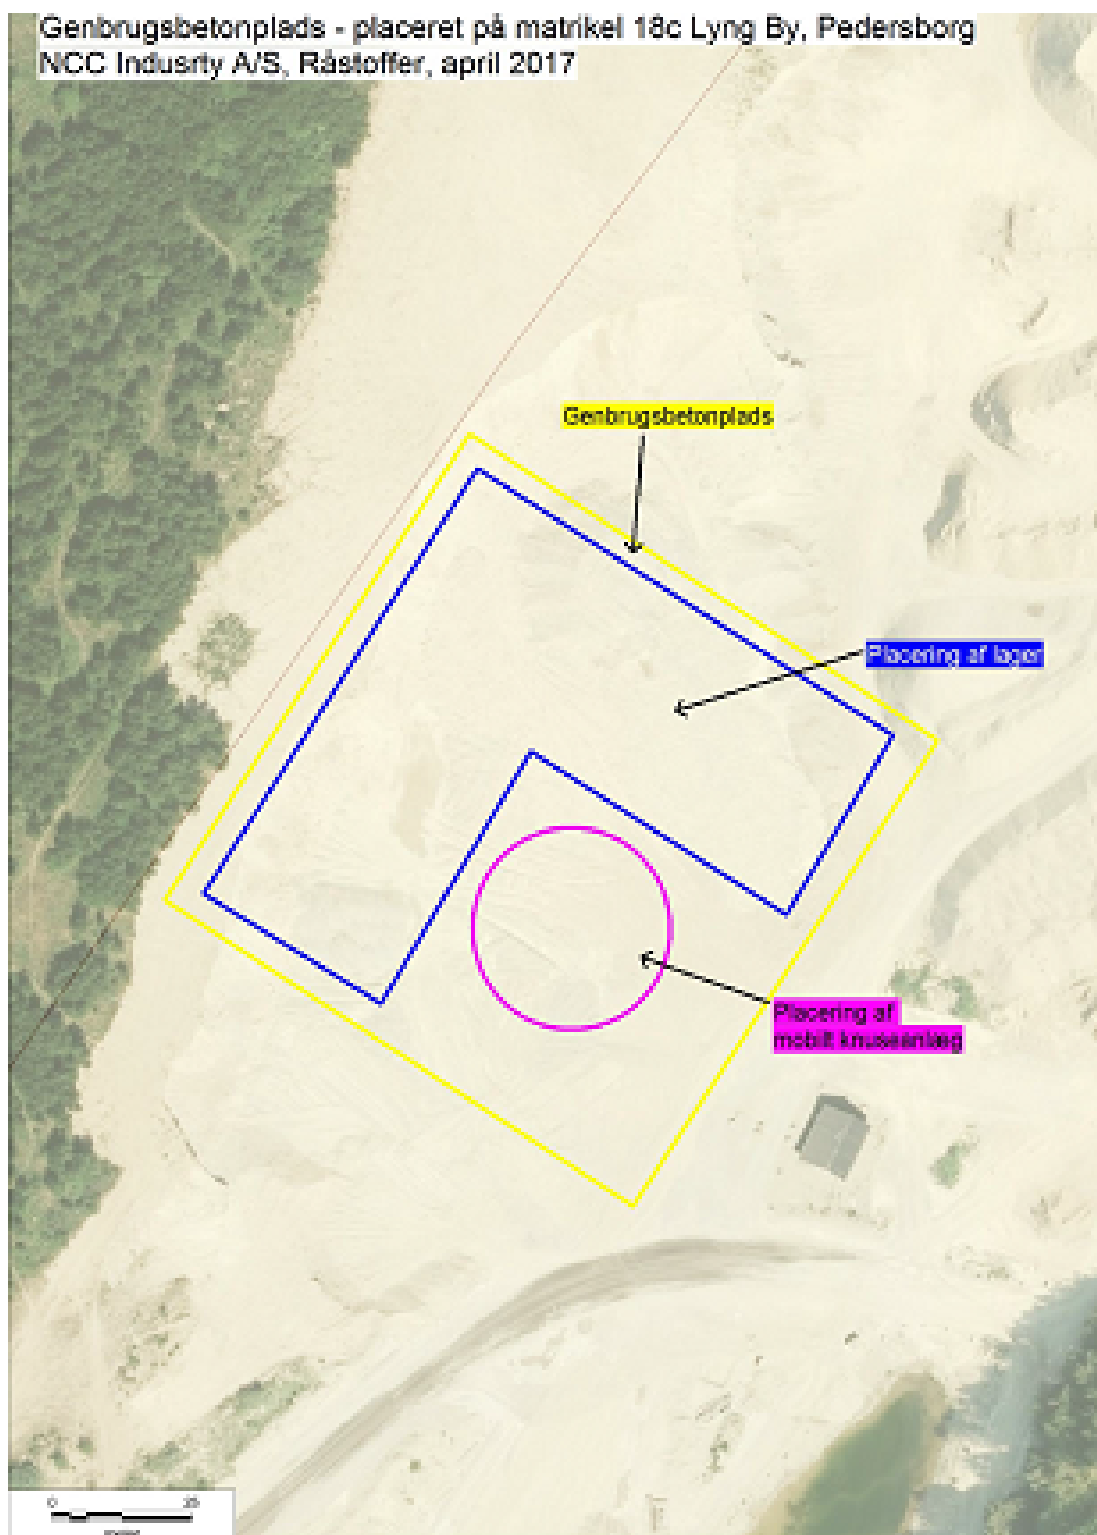 Genbrugsbetonplads - placeret på matrikel 18c Lyng By, Pedersborg
NCC Indusrty A/S, Råstoffer, april 2017
Genbrugsbetonplads
Placering af lager
Placering af
mobilt knuseanlæg
0